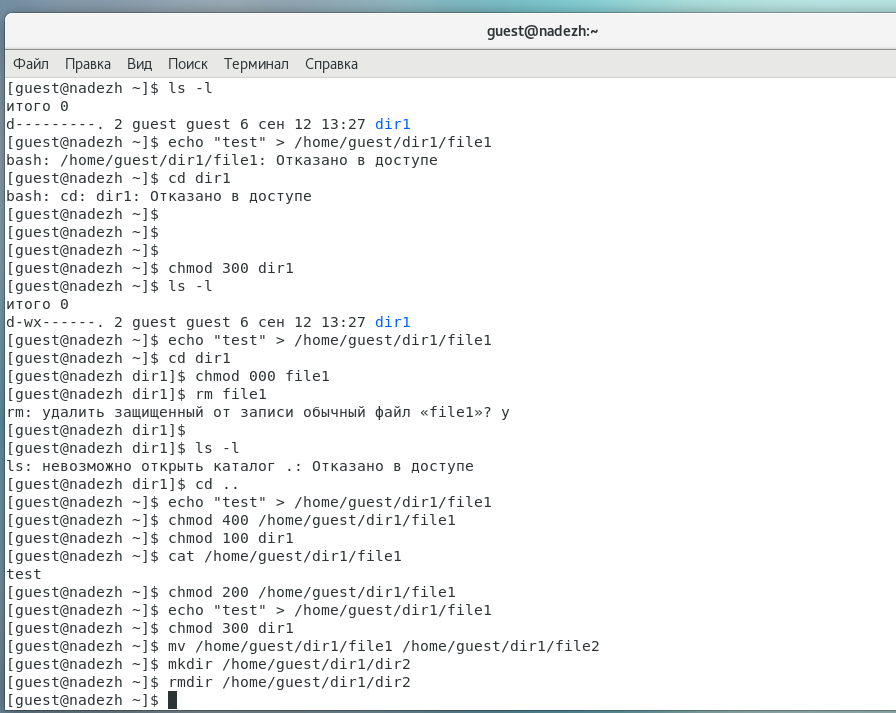 guest@nadezh:~
Файл Правка Вид Поиск Терминал Справка
[guest@nadezh ~]$ ls -l
итого 0
d---------. 2 guest guest 6 сен 12 13:27 dir1
[guest@nadezh ~]$ echo "test" > /home/guest/dir1/file1
bash: /home/guest/dir1/file1: Отказано в доступе
[guest@nadezh ~]$ cd dir1
bash: cd: dir1: Отказано в доступе
[guest@nadezh ~]$
[guest@nadezh ~]$
[guest@nadezh ~]$
[guest@nadezh ~]$ chmod 300 dir1
[guest@nadezh ~]$ ls -l
итого 0
d-wx------. 2 guest guest 6 сен 12 13:27 dir1
[guest@nadezh ~]$ echo "test" > /home/guest/dir1/file1
[guest@nadezh ~]$ cd dir1
[guest@nadezh dir1]$ chmod 000 file1
[guest@nadezh dir1]$ rm file1
rm: удалить защищенный от записи обычный файл «file1»? y
[guest@nadezh dir1]$
[guest@nadezh dir1]$ ls -l
ls: невозможно открыть каталог .: Отказано в доступе
[guest@nadezh dir1]$ cd ..
[guest@nadezh ~]$ echo "test" > /home/guest/dir1/file1
[guest@nadezh ~]$ chmod 400 /home/guest/dir1/file1
[guest@nadezh ~]$ chmod 100 dir1
[guest@nadezh ~]$ cat /home/guest/dir1/file1
test
[guest@nadezh ~]$ chmod 200 /home/guest/dir1/file1
[guest@nadezh ~]$ echo "test" > /home/guest/dir1/file1
[guest@nadezh ~]$ chmod 300 dir1
[guest@nadezh ~]$ mv /home/guest/dir1/file1 /home/guest/dir1/file2
[guest@nadezh ~]$ mkdir /home/guest/dir1/dir2
[guest@nadezh ~]$ rmdir /home/guest/dir1/dir2
[guest@nadezh ~]$